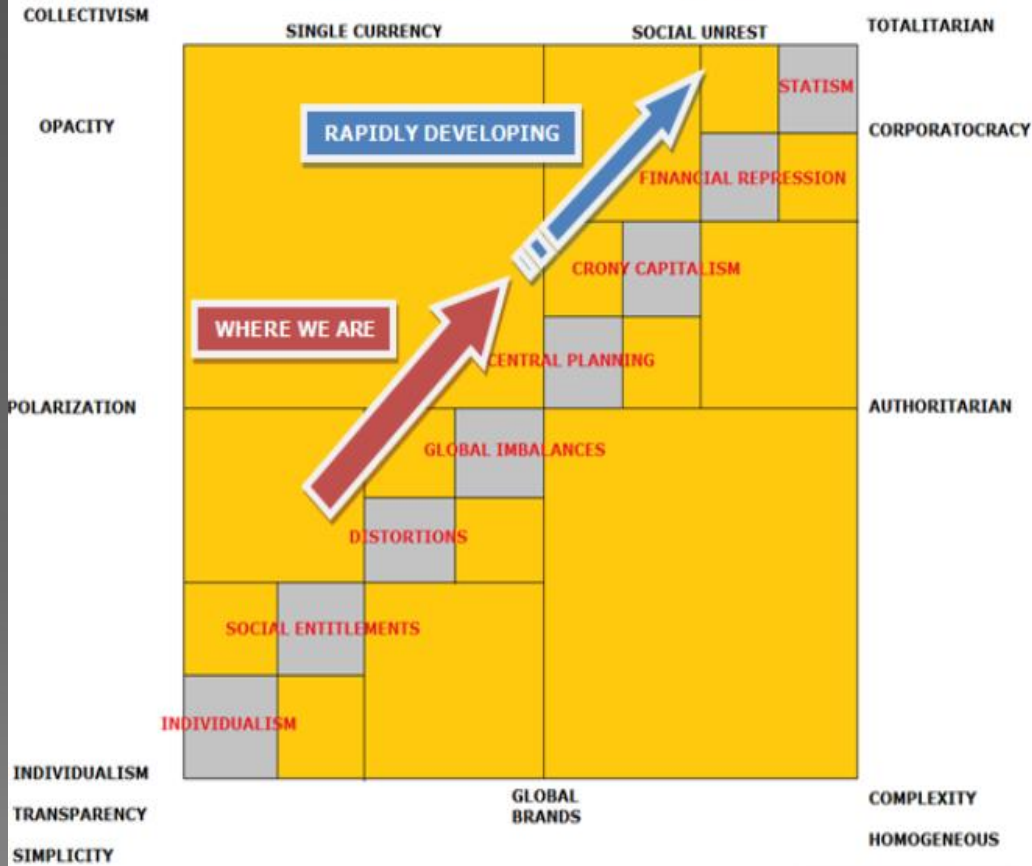 COLLECTIVISM
SINGLE CURRENCY
SOCIAL UNREST
TOTALITARIAN
STATISM
OPACITY
RAPIDLY DEVELOPING
CORPORATOCRACY
FINANCIAL REPRESSION
CRONY CAPITALISM
WHERE WE ARE
CENTRAL PLANNING
POLARIZATION
AUTHORITARIAN
GLOBAL IMBALANCES
DISTORTIONS
SOCIAL ENTITLEMENTS
INDIVIDUALISM
INDIVIDUALISM
TRANSPARENCY
SIMPLICITY
GLOBAL
BRANDS
COMPLEXITY
HOMOGENEOUS